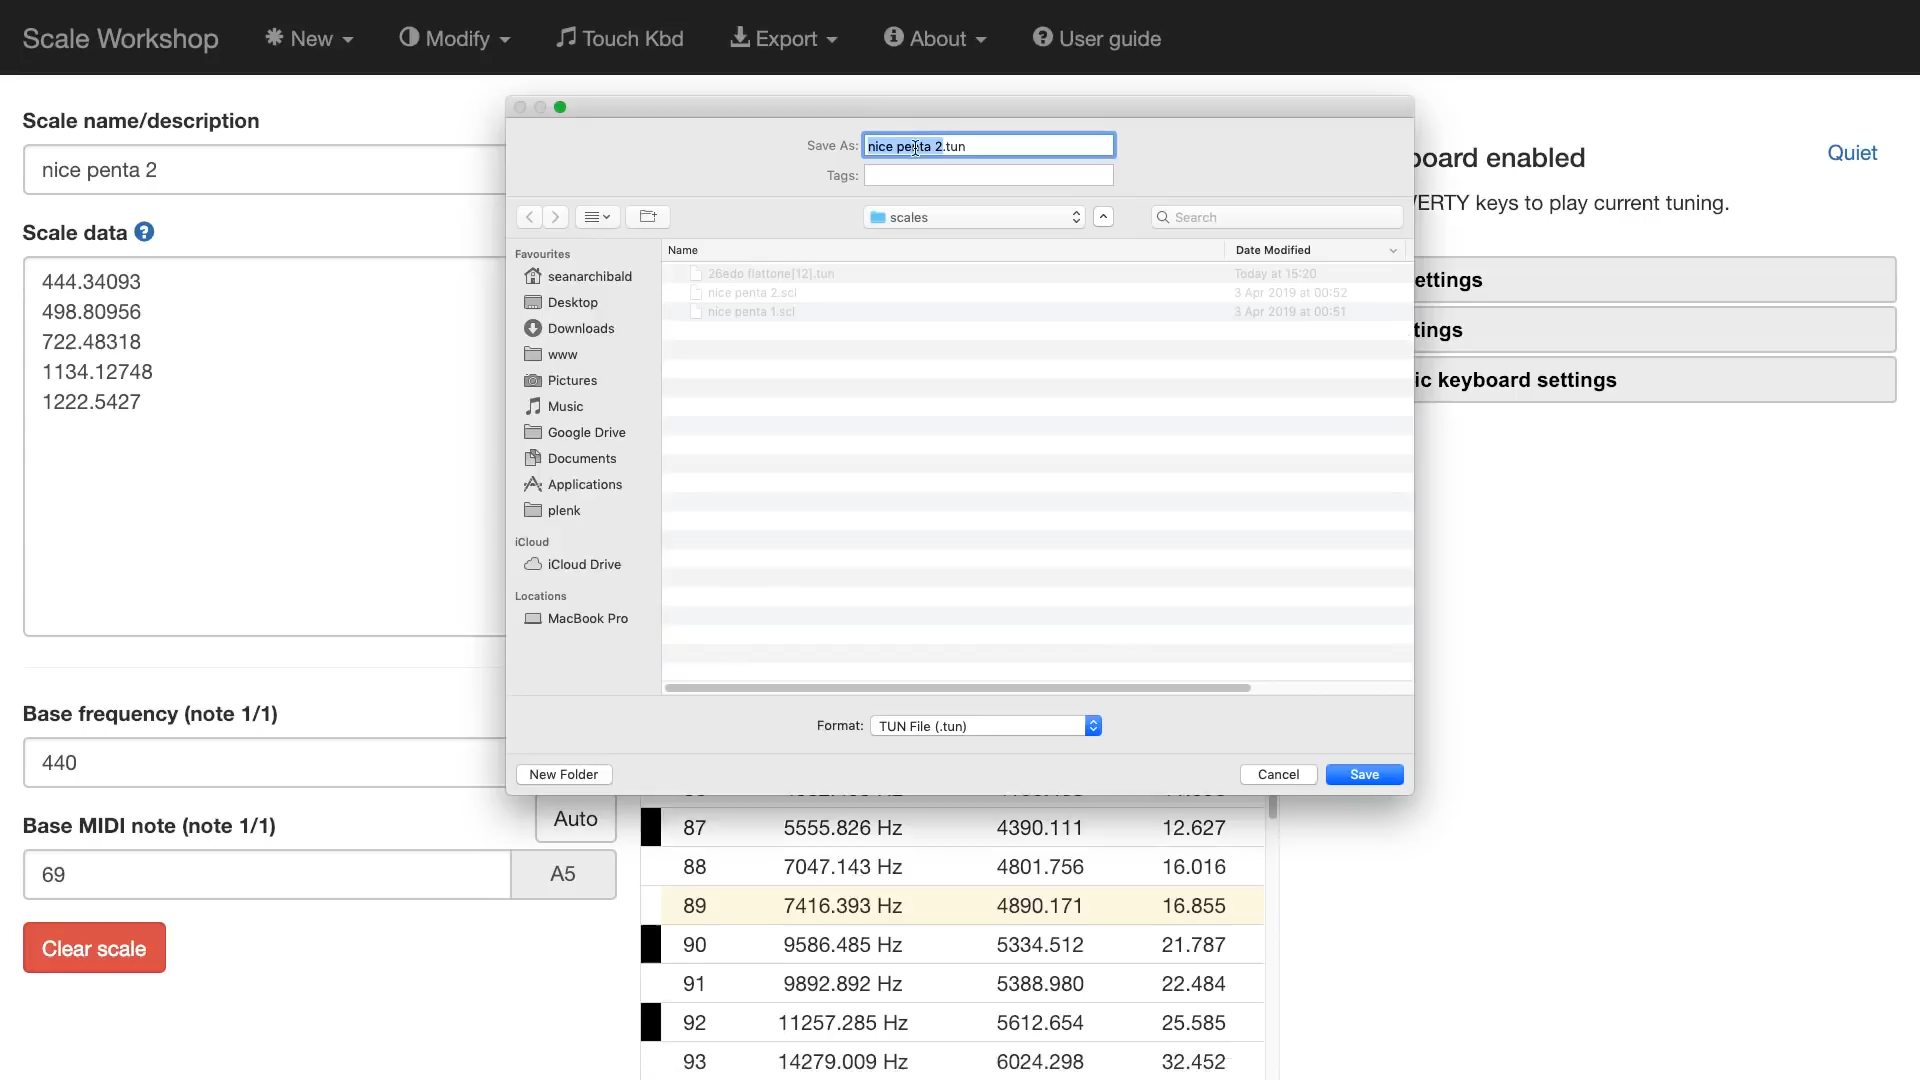 Scale Workshop New Modify Touch Kbd Export About User guide
Scale name/description
nice penta 2
Scale data
444.34093
498.80956
722.48318
1134.12748
1222.5427
Base frequency (note 1/1)
440
Base MIDI note (note 1/1)
Auto
69 A5
Clear scale
Save As: nice penta 2.tun
Tags:
scales
Search
Favourites
seanarchibald
Desktop
Downloads
www
Pictures
Music
Google Drive
Documents
Applications
plenk
iCloud
iCloud Drive
Locations
MacBook Pro
Name Date Modified
26edo flattone[12].tun Today at 15:20
nice penta 2.scl 3 Apr 2019 at 00:52
nice penta 1.scl 3 Apr 2019 at 00:51
Format: TUN File (.tun)
New Folder Cancel Save
87 5555.826 Hz 4390.111 12.627
88 7047.143 Hz 4801.756 16.016
89 7416.393 Hz 4890.171 16.855
90 9586.485 Hz 5334.512 21.787
91 9892.892 Hz 5388.980 22.484
92 11257.285 Hz 5612.654 25.585
93 14279.009 Hz 6024.298 32.452
board enabled
Quiet
ERTY keys to play current tuning.
ettings
tings
ic keyboard settings